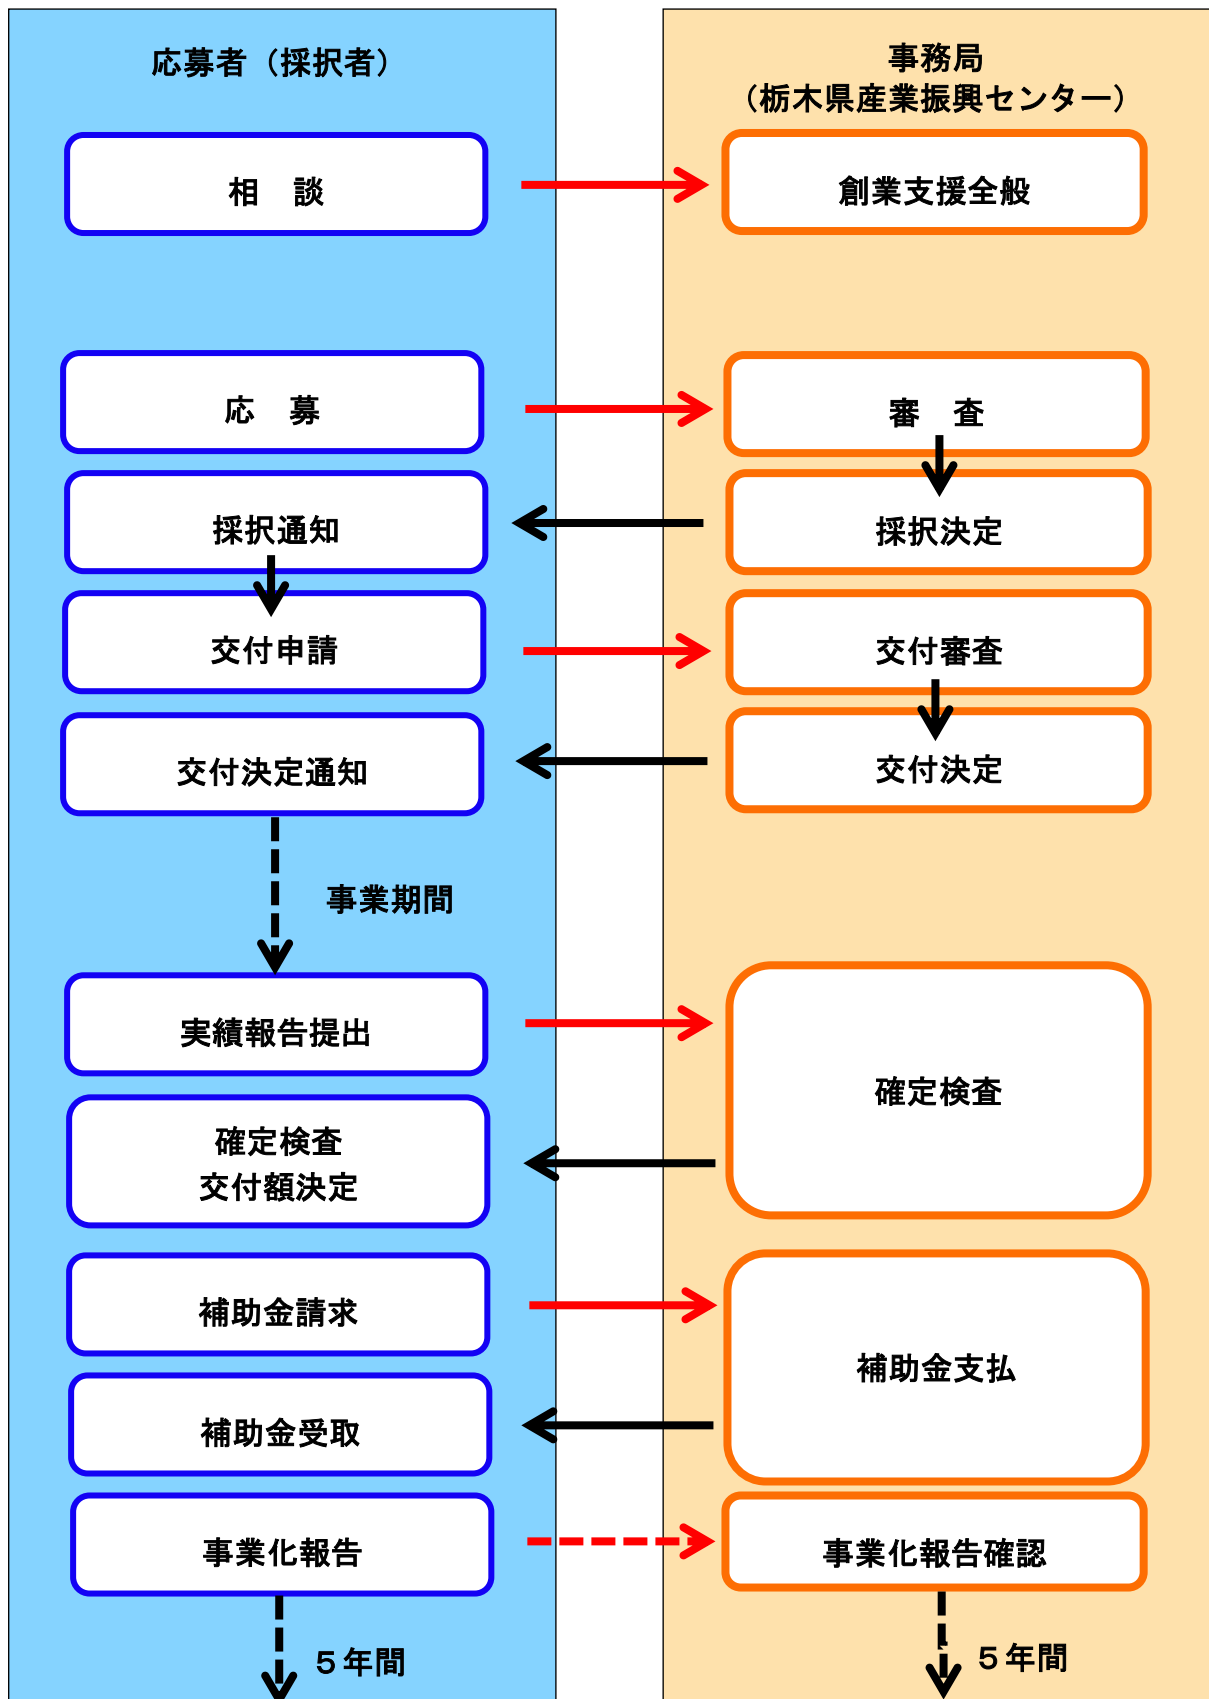 応募者（採択者）
事務局
（栃木県産業振興センター）
相　談
創業支援全般
応　募
審　査
採択通知
採択決定
交付申請
交付審査
交付決定通知
交付決定
事業期間
実績報告提出
確定検査
確定検査
交付額決定
補助金請求
補助金支払
補助金受取
事業化報告
事業化報告確認
５年間
５年間